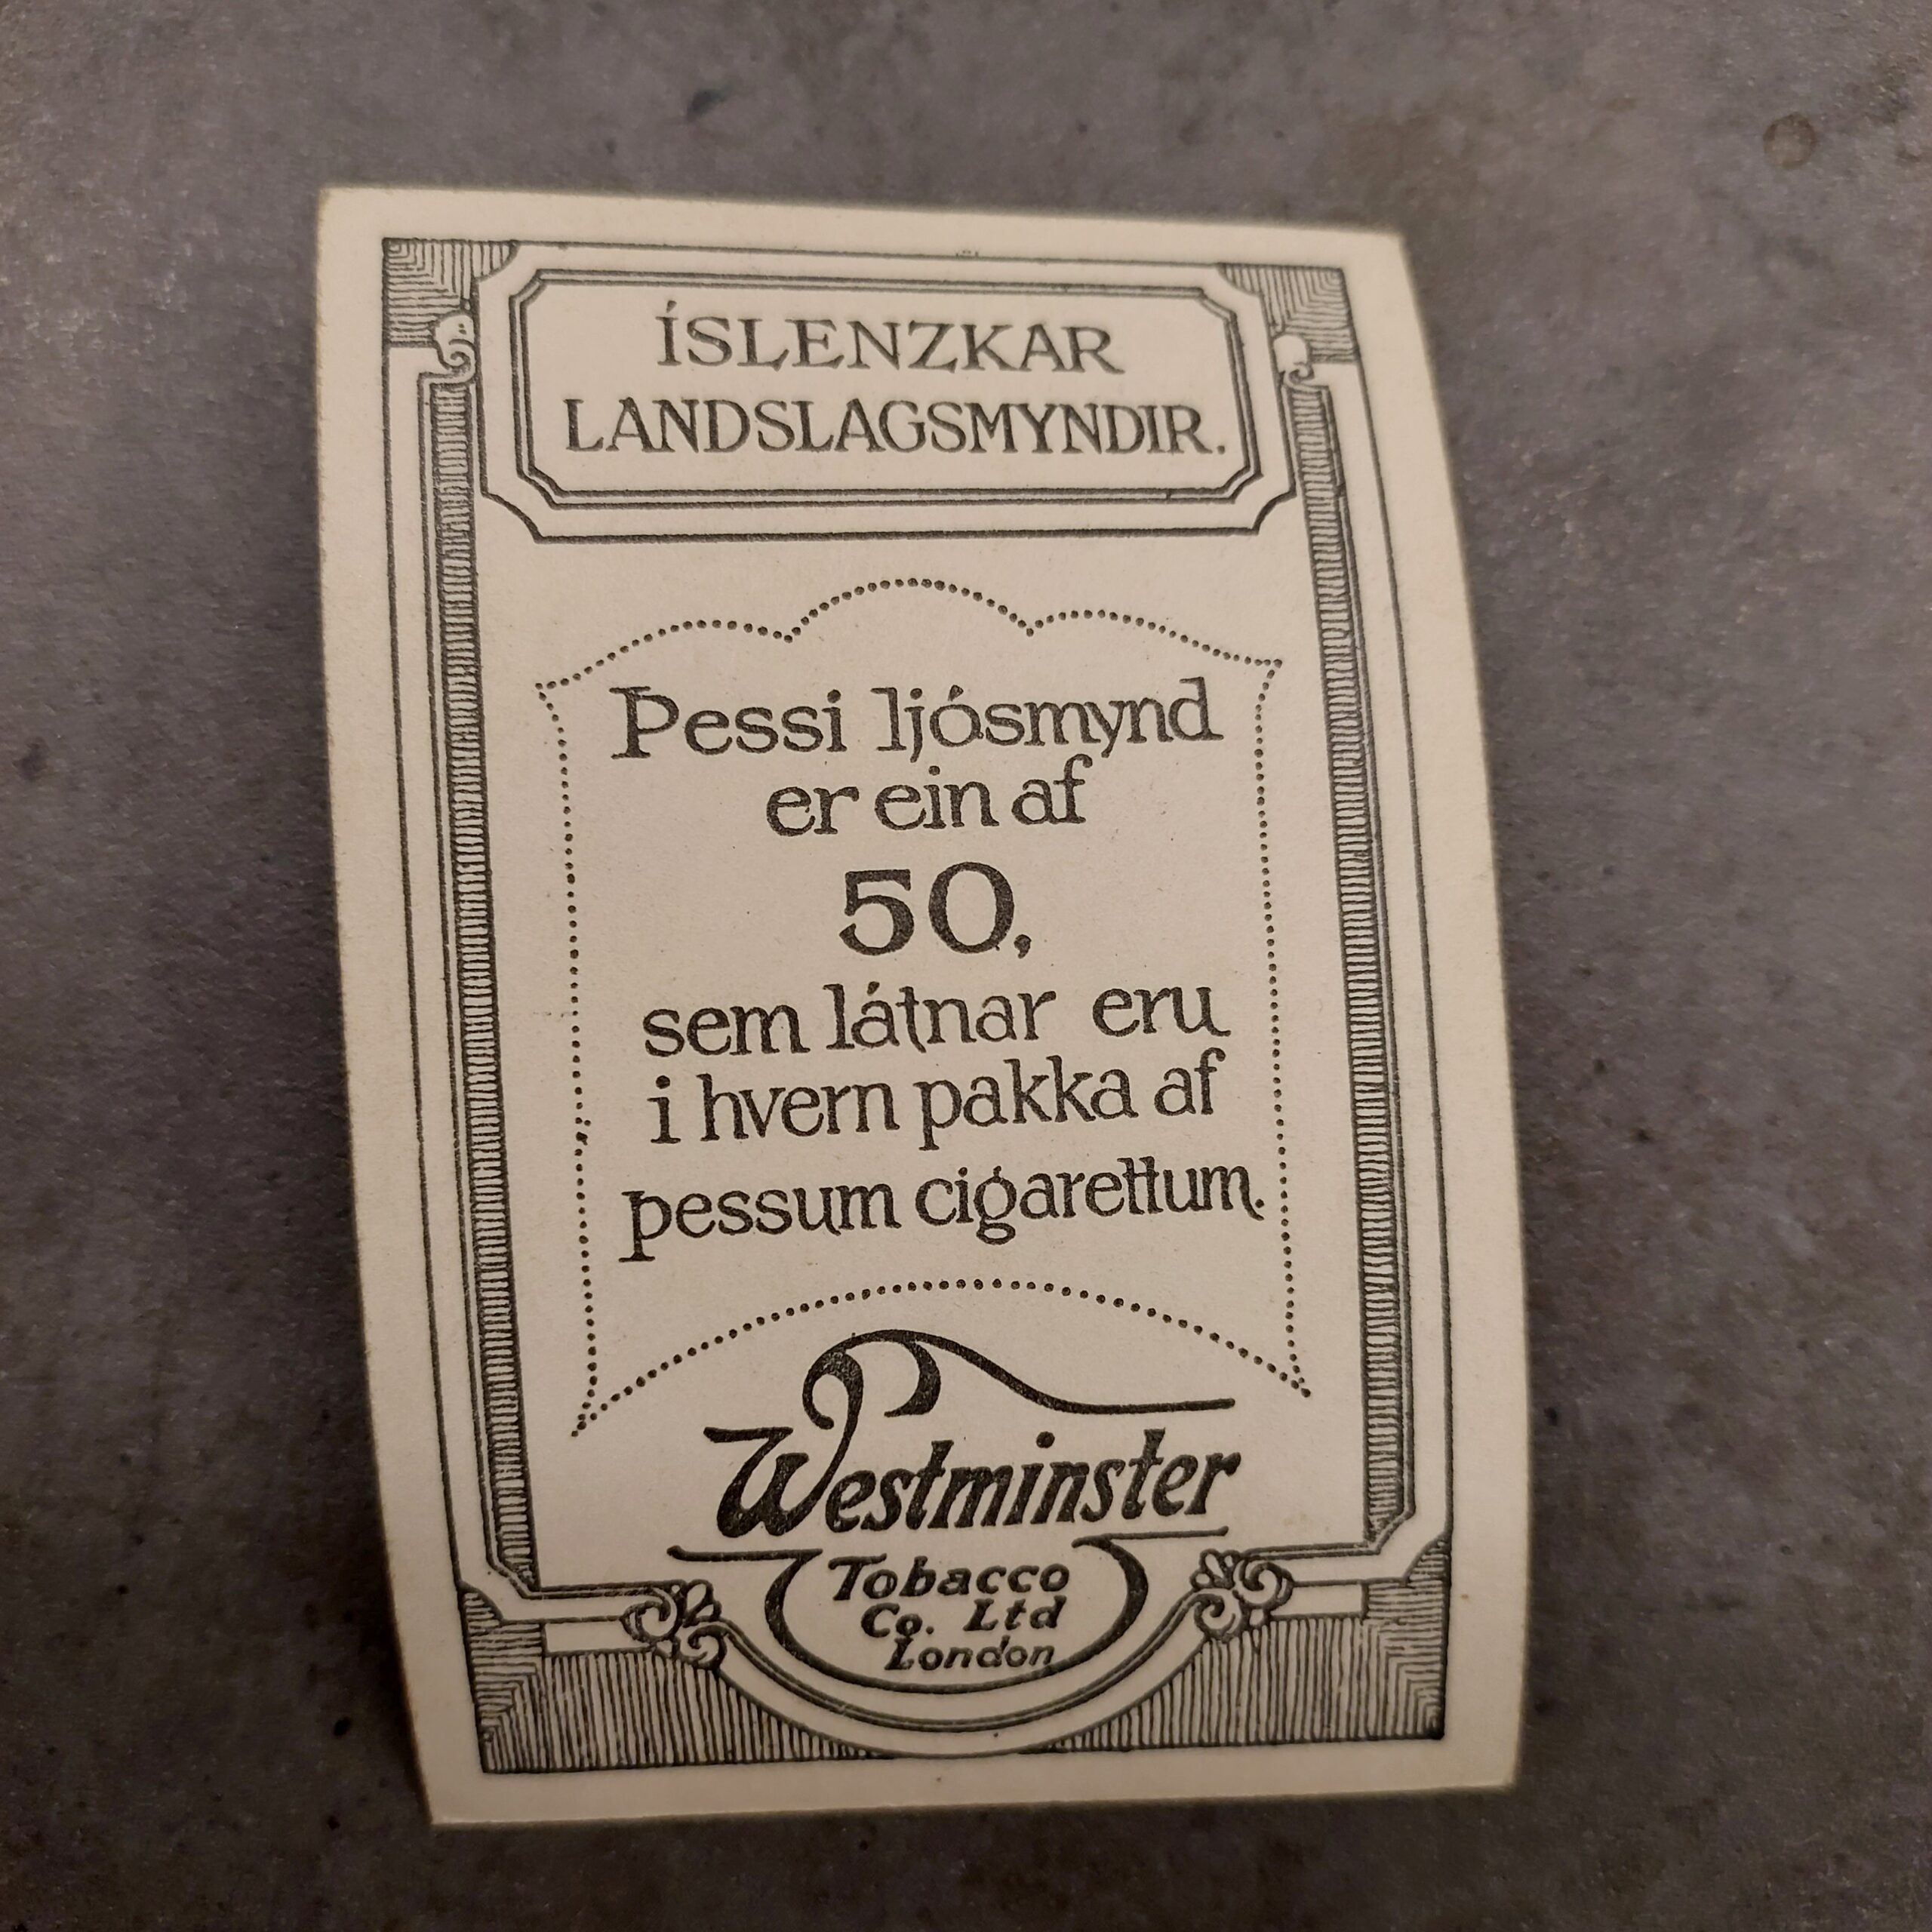 ÍSLENZKAR
LANDSLAGSMYNDIR.
Þessi ljósmynd
er ein af
50,
sem látnar eru
i hvern pakka af
þessum cigarettum.
Westminster
Tobacco
Co. Ltd
London